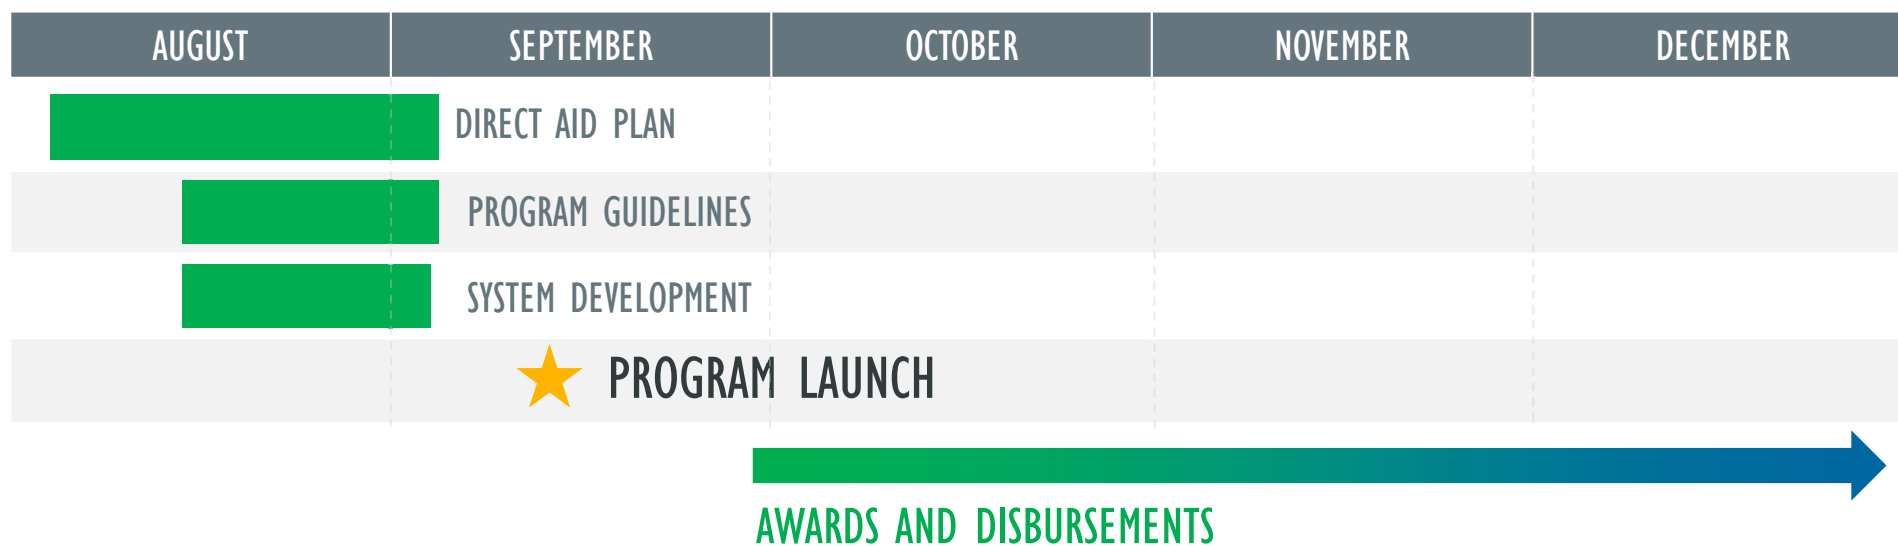 AUGUST SEPTEMBER OCTOBER NOVEMBER DECEMBER
DIRECT AID PLAN
PROGRAM GUIDELINES
SYSTEM DEVELOPMENT
PROGRAM LAUNCH
AWARDS AND DISBURSEMENTS